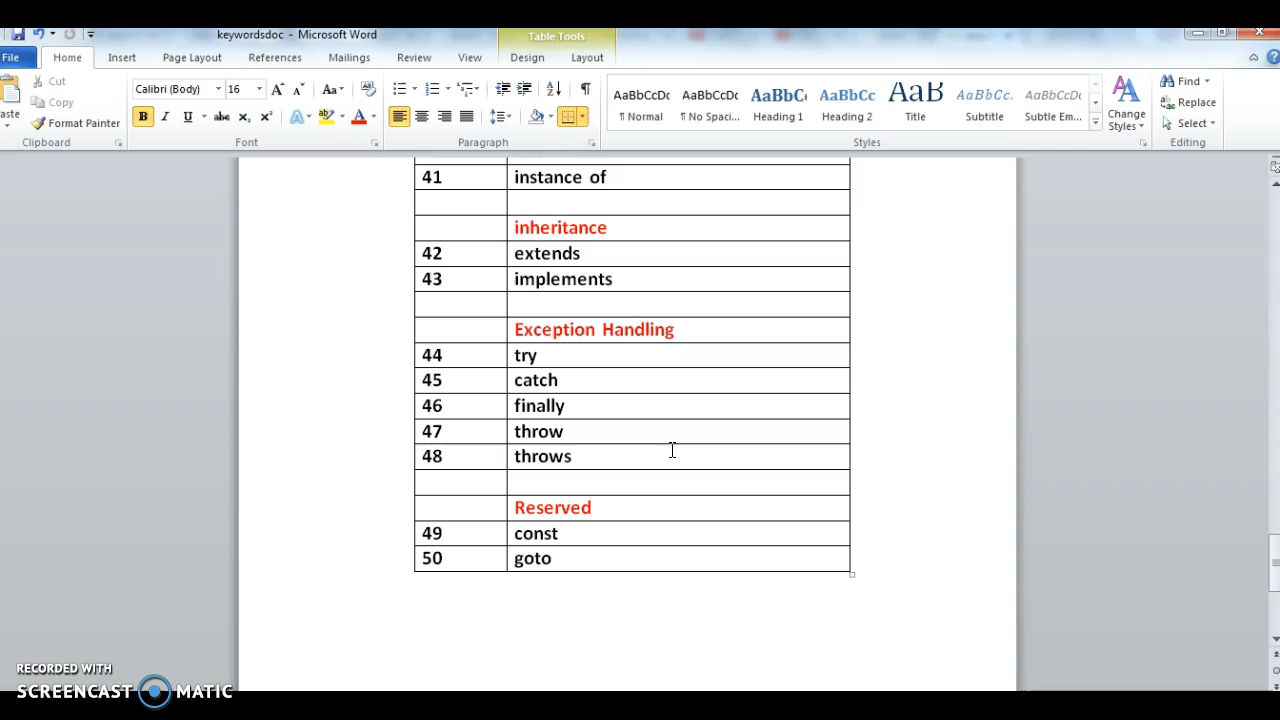 keywordsdoc - Microsoft Word
Table Tools
File
Home
Insert
Page Layout
References
Mailings
Review
View
Design
Layout
Cut
Copy
Format Painter
Calibri (Body)
16
AaBbCcDc
¶ Normal
AaBbCcDc
¶ No Spaci...
AaBbC
Heading 1
AaBbCc
Heading 2
AaB
Title
AaBbCc.
Subtitle
AaBbCcDc
Subtle Em...
Change
Styles
Find
Replace
Select
Clipboard
Font
Paragraph
Styles
Editing
41 instance of
inheritance
42 extends
43 implements
Exception Handling
44 try
45 catch
46 finally
47 throw
48 throws
Reserved
49 const
50 goto
RECORDED WITH
SCREENCAST MATIC